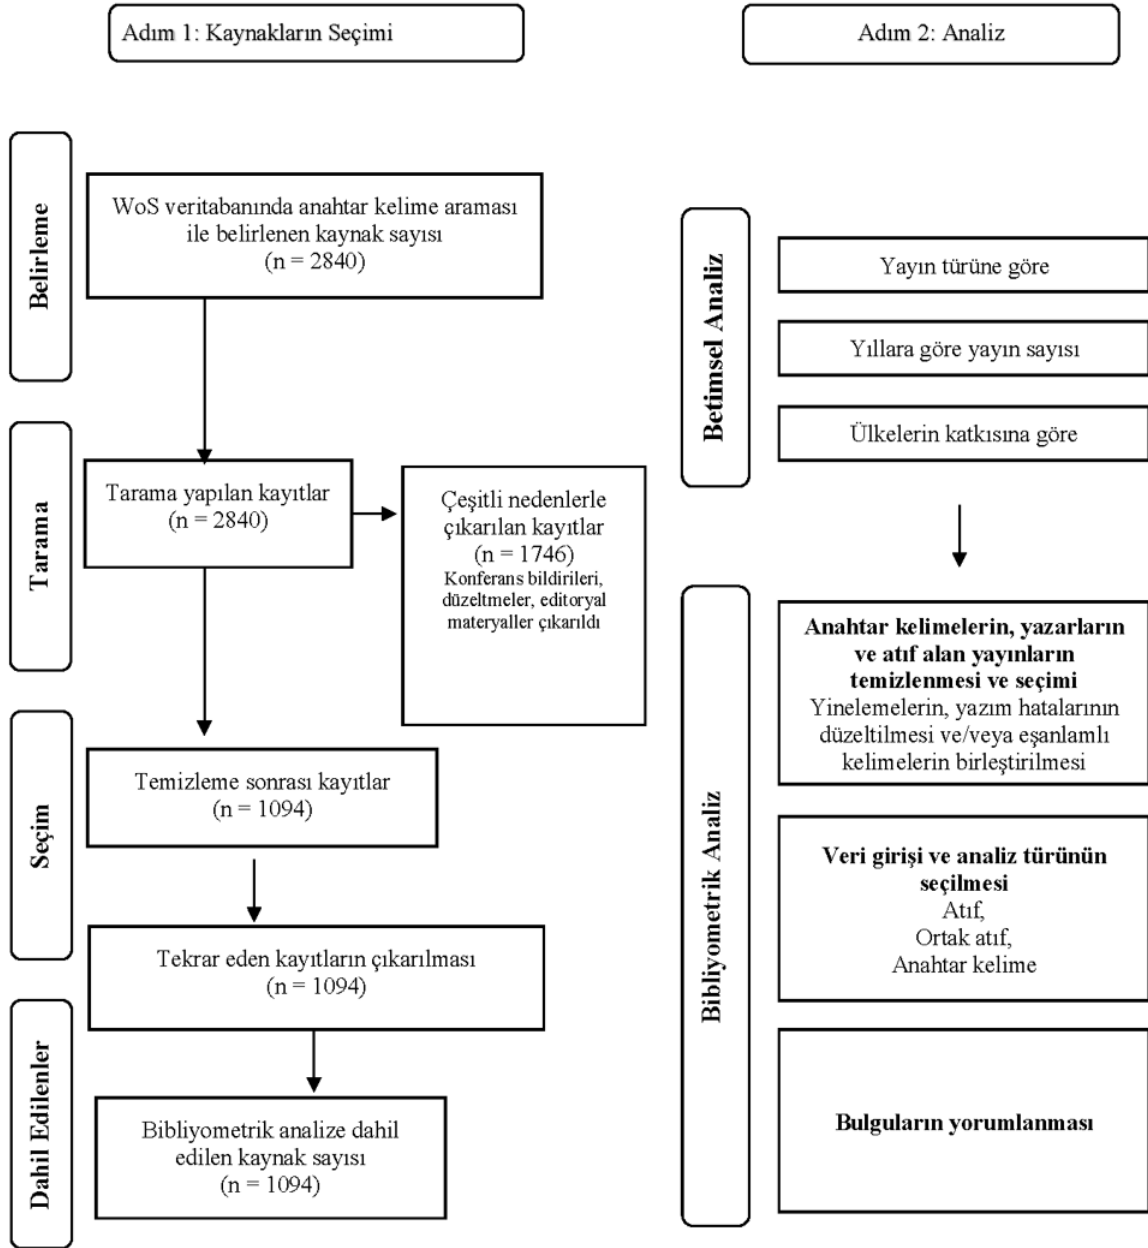 Adım 1: Kaynakların Seçimi
Belirleme
WoS veritabanında anahtar kelime araması
ile belirlenen kaynak sayısı
(n = 2840)
Tarama
Tarama yapılan kayıtlar
(n = 2840)
Çeşitli nedenlerle
çıkarılan kayıtlar
(n = 1746)
Konferans bildirileri,
düzeltmeler, editoryal
materyaller çıkarıldı
Seçim
Temizleme sonrası kayıtlar
(n = 1094)
Tekrar eden kayıtların çıkarılması
(n = 1094)
Dahil Edilenler
Bibliyometrik analize dahil
edilen kaynak sayısı
(n = 1094)
Adım 2: Analiz
Betimsel Analiz
Yayın türüne göre
Yıllara göre yayın sayısı
Ülkelerin katkısına göre
Bibliyometrik Analiz
Anahtar kelimelerin, yazarların
ve atıf alan yayınların
temizlenmesi ve seçimi
Yinelemelerin, yazım hatalarının
düzeltilmesi ve/veya eşanlamlı
kelimelerin birleştirilmesi
Veri girişi ve analiz türünün
seçilmesi
Atıf,
Ortak atıf,
Anahtar kelime
Bulguların yorumlanması